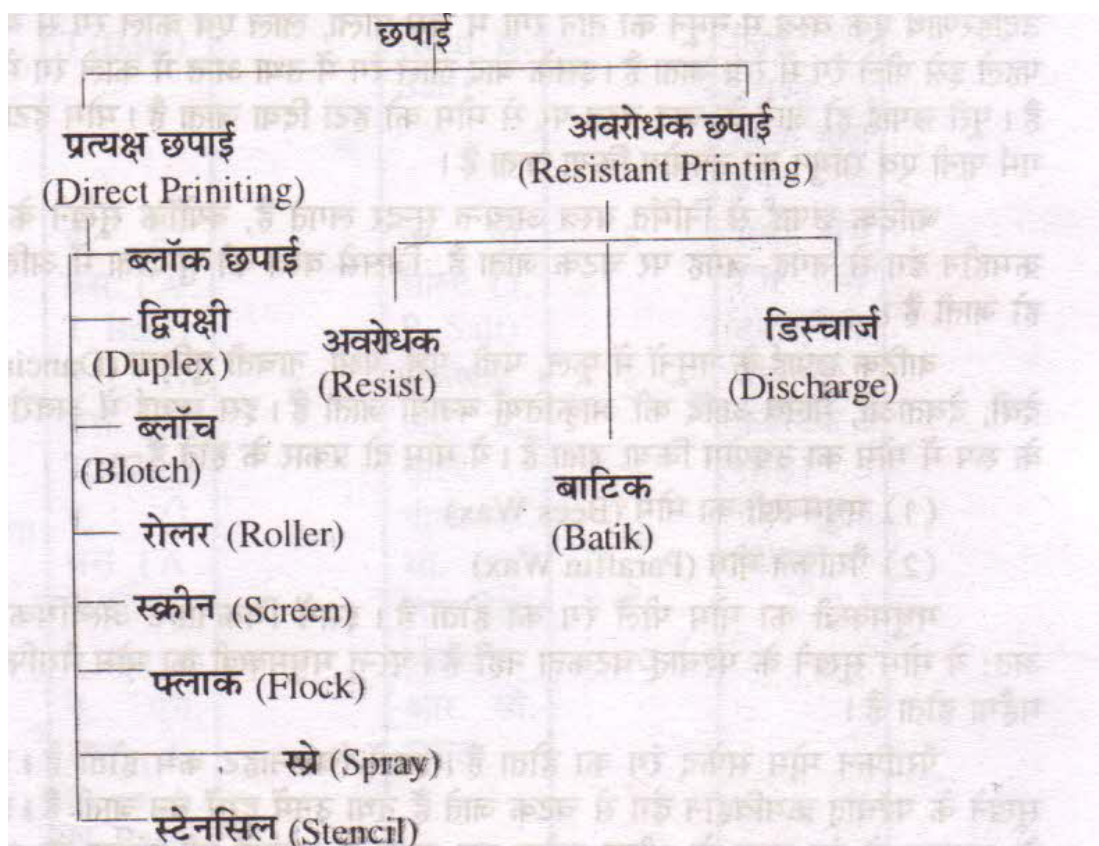 छपाई
प्रत्यक्ष छपाई
(Direct Priniting)
ब्लॉक छपाई
द्विपक्षी
(Duplex)
ब्लॉच
(Blotch)
रोलर (Roller)
स्क्रीन (Screen)
फ्लाक (Flock)
स्प्रे (Spray)
स्टेनसिल (Stencil)
अवरोधक छपाई
(Resistant Printing)
अवरोधक
(Resist)
बाटिक
(Batik)
डिस्चार्ज
(Discharge)